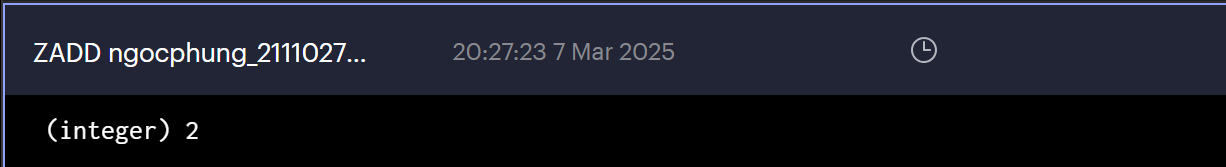 ZADD ngocphung_2111027... 20:27:23 7 Mar 2025
(integer) 2